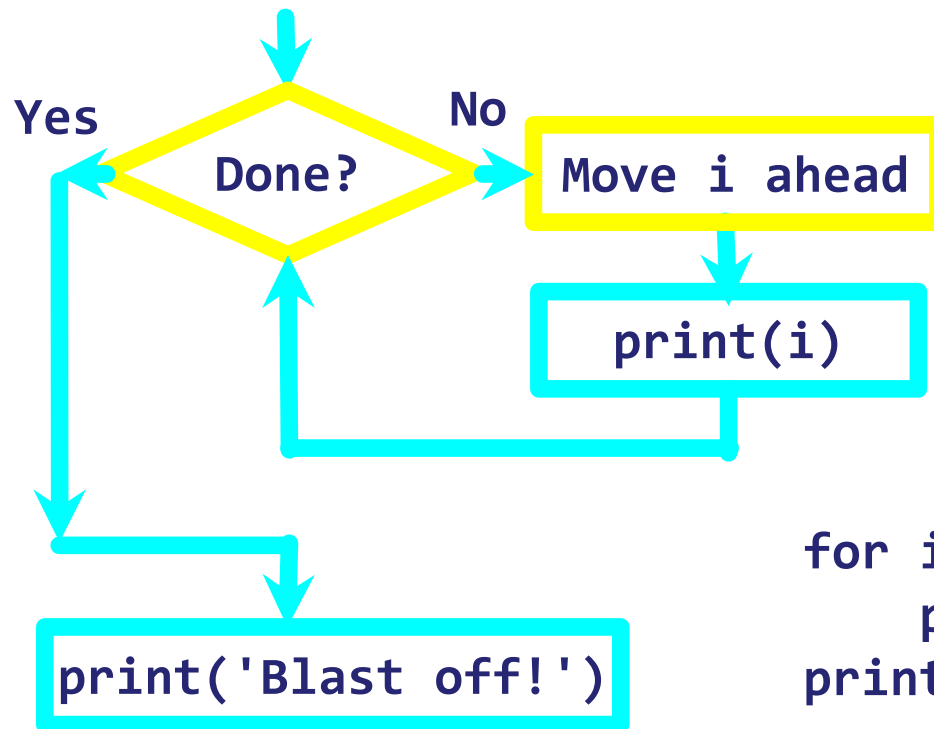 Yes
No
Done?
Move i ahead
print(i)
for i
print
print('Blast off!')